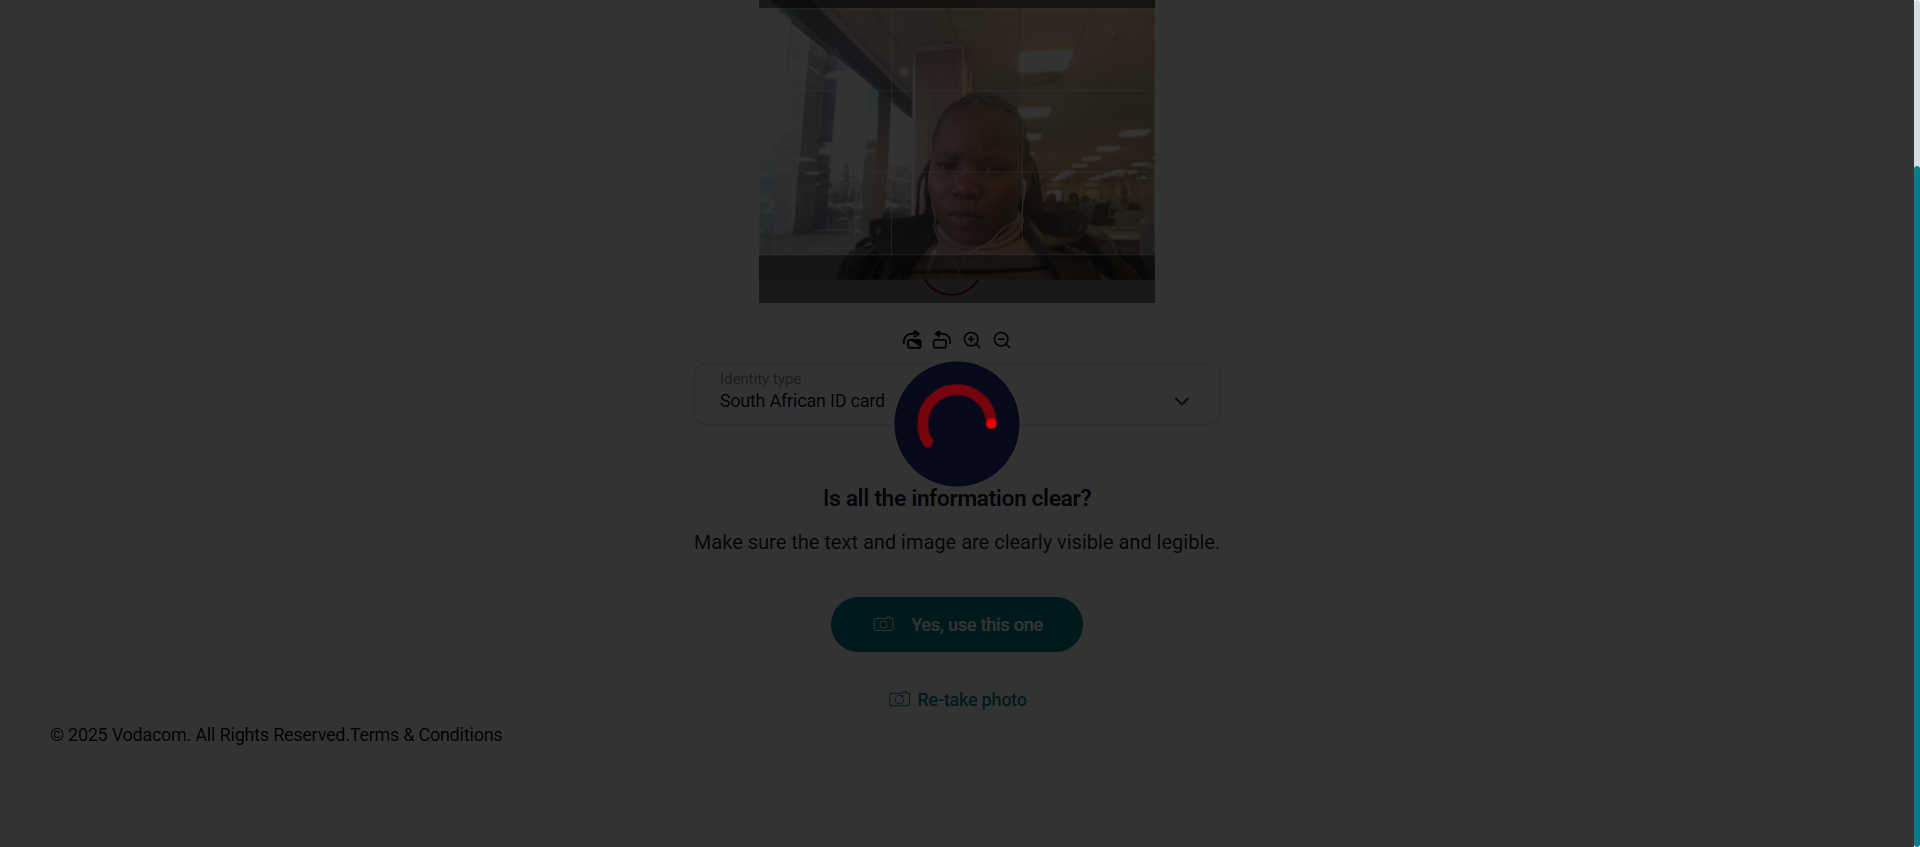 Identity type
South African ID card
Is all the information clear?
Make sure the text and image are clearly visible and legible.
Yes, use this one
Re-take photo
© 2025 Vodacom. All Rights Reserved.Terms & Conditions